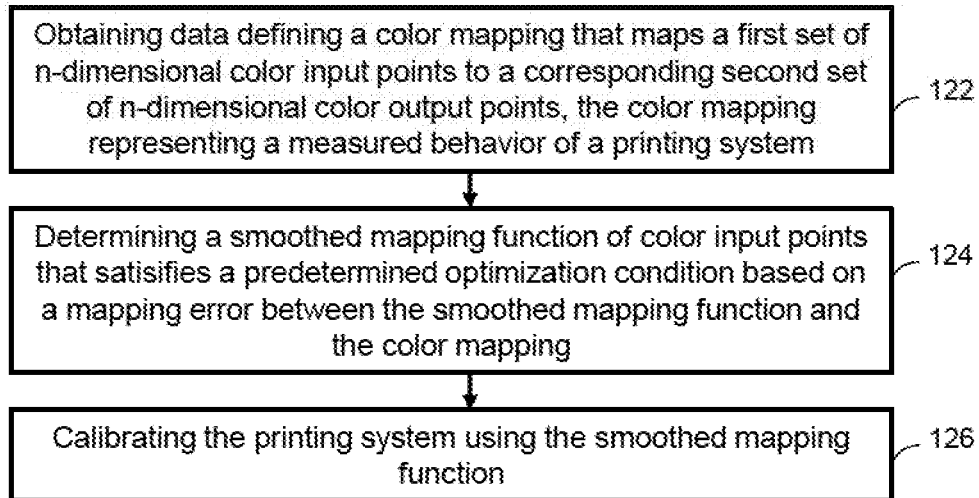 Obtaining data defining a color mapping that maps a first set of
n-dimensional color input points to a corresponding second set
of n-dimensional color output points, the color mapping
representing a measured behavior of a printing system
122
Determining a smoothed mapping function of color input points
that satisifies a predetermined optimization condition based on
a mapping error between the smoothed mapping function and
the color mapping
124
Calibrating the printing system using the smoothed mapping
function
126